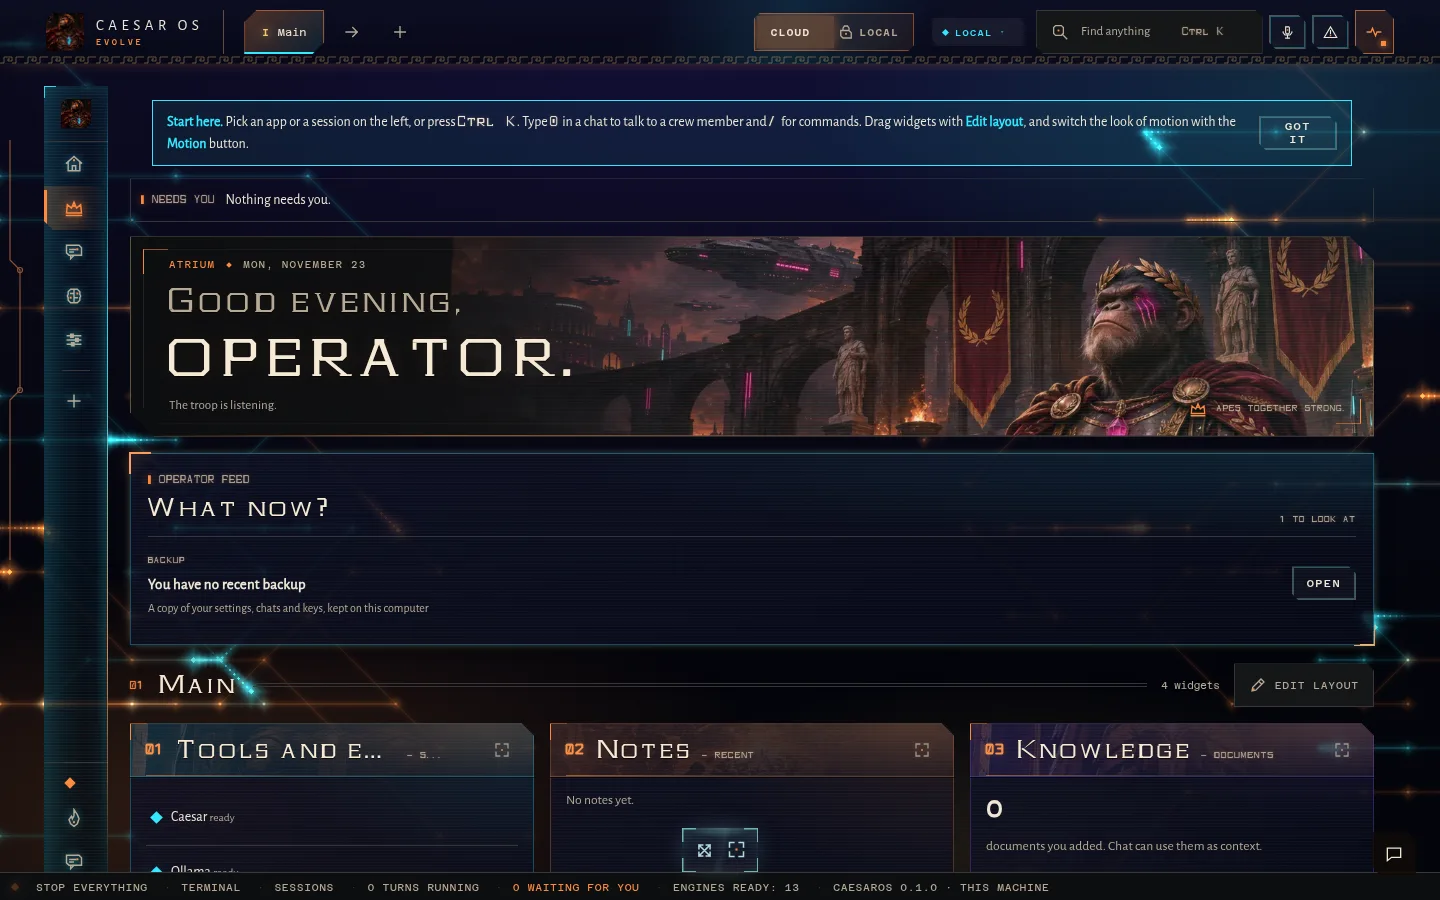 CAESAR OS
EVOLVE
I Main
CLOUD
LOCAL
LOCAL
Find anything
CTRL K
Start here. Pick an app or a session on the left, or press CTRL K. Type @ in a chat to talk to a crew member and / for commands. Drag widgets with Edit layout, and switch the look of motion with the
Motion button.
GOT
IT
NEEDS YOU Nothing needs you.
ATRIUM ◆ MON, NOVEMBER 23
GOOD EVENING,
OPERATOR.
The troop is listening.
APES TOGETHER STRONG.
OPERATOR FEED
WHAT NOW?
1 TO LOOK AT
BACKUP
You have no recent backup
A copy of your settings, chats and keys, kept on this computer
OPEN
01 MAIN
4 widgets
EDIT LAYOUT
01 TOOLS AND E... – S...
02 NOTES – RECENT
03 KNOWLEDGE – DOCUMENTS
Caesar ready
Ollama ready
No notes yet.
0
documents you added. Chat can use them as context.
STOP EVERYTHING · TERMINAL · SESSIONS · 0 TURNS RUNNING · 0 WAITING FOR YOU · ENGINES READY: 13 · CAESAROS 0.1.0 · THIS MACHINE